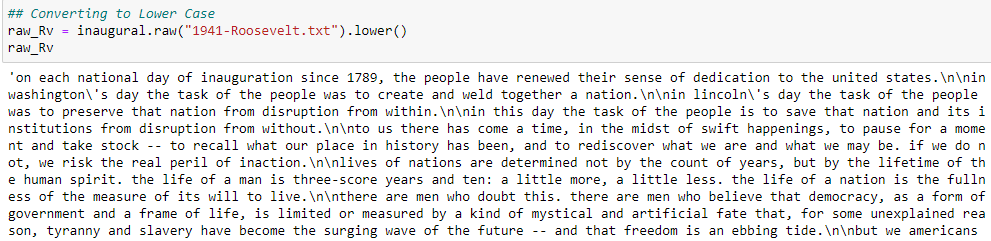 ## Converting to Lower Case
raw_Rv = inaugural.raw("1941-Roosevelt.txt").lower()
raw_Rv
'on each national day of inauguration since 1789, the people have renewed their sense of dedication to the united states.\n\nin
washington\'s day the task of the people was to create and weld together a nation.\n\nin lincoln\'s day the task of the people
was to preserve that nation from disruption from within.\n\nin this day the task of the people is to save that nation and its i
nstitutions from disruption from without.\n\nto us there has come a time, in the midst of swift happenings, to pause for a mome
nt and take stock -- to recall what our place in history has been, and to rediscover what we are and what we may be. if we do n
ot, we risk the real peril of inaction.\n\nlives of nations are determined not by the count of years, but by the lifetime of th
e human spirit. the life of a man is three-score years and ten: a little more, a little less. the life of a nation is the fulln
ess of the measure of its will to live.\n\nthere are men who doubt this. there are men who believe that democracy, as a form of
government and a frame of life, is limited or measured by a kind of mystical and artificial fate that, for some unexplained rea
son, tyranny and slavery have become the surging wave of the future -- and that freedom is an ebbing tide.\n\nbut we americans